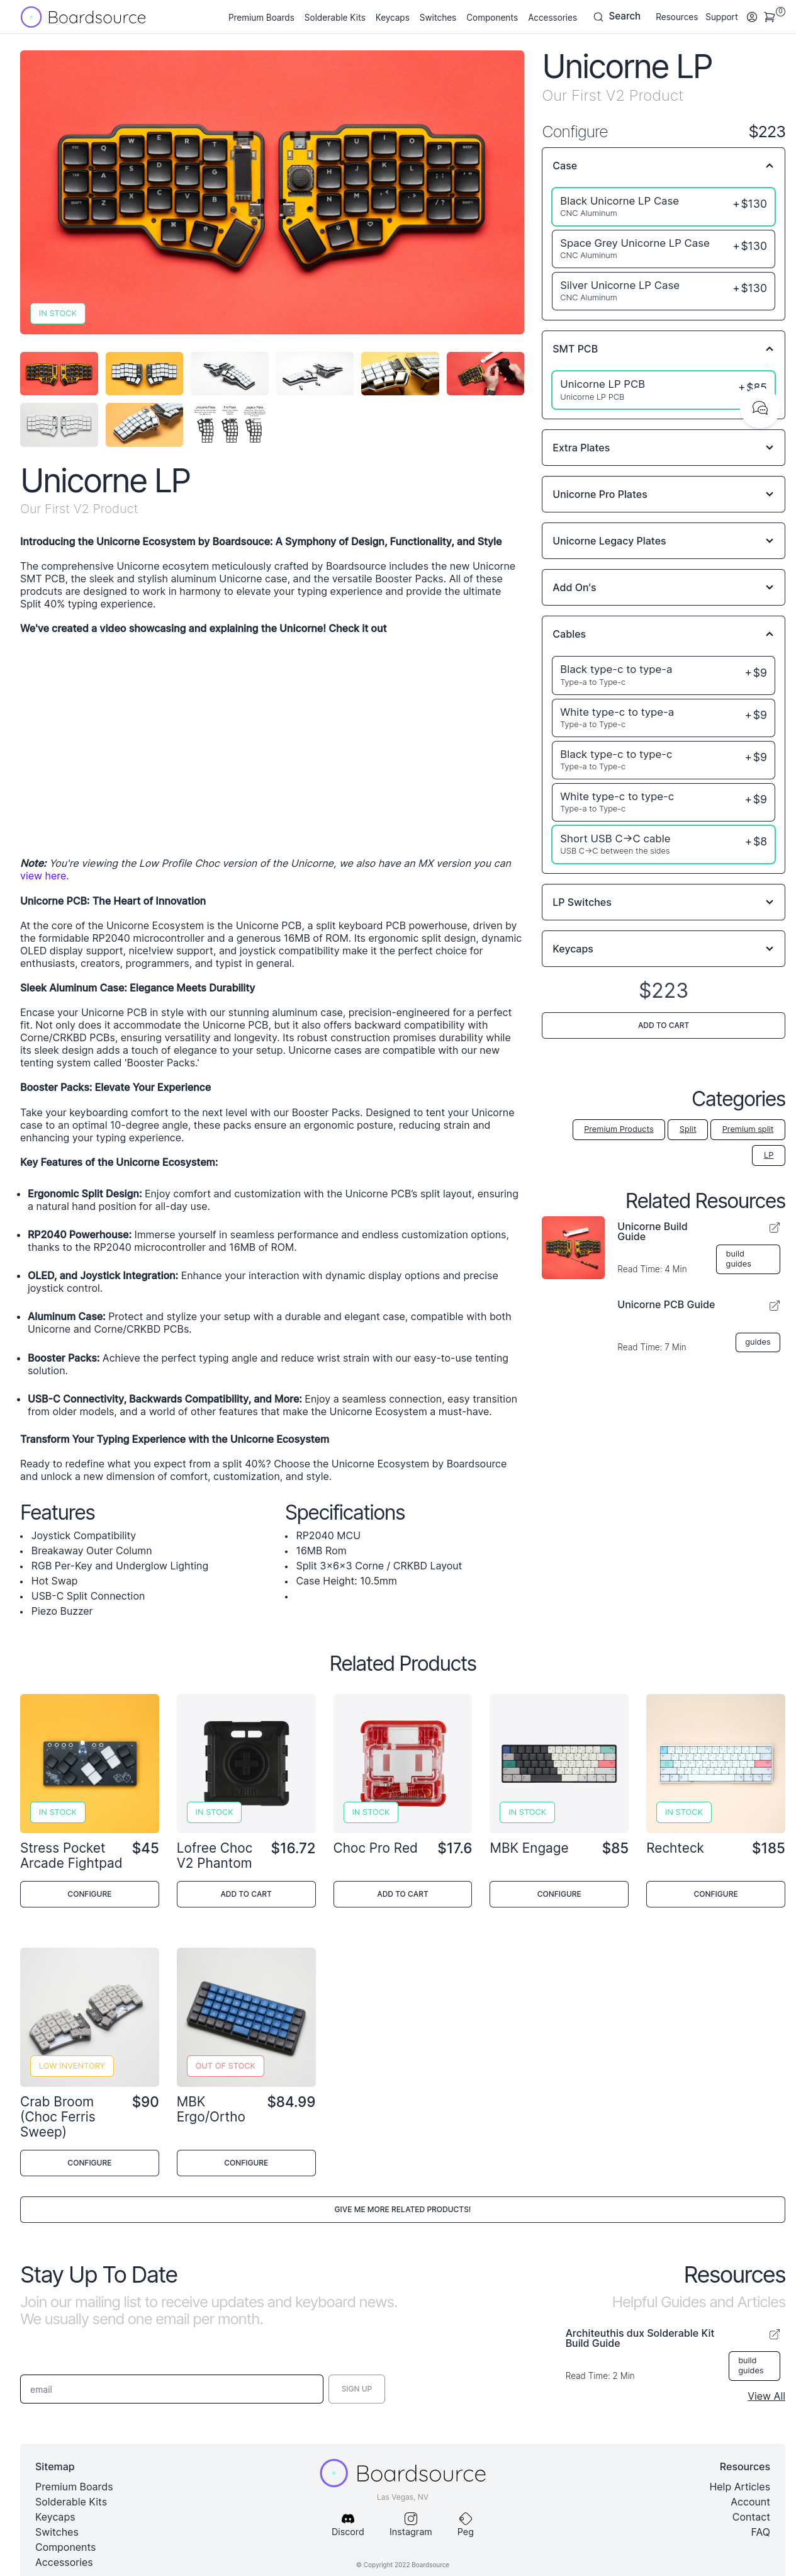 Boardsource
Premium Boards Solderable Kits Keycaps Switches Components Accessories Search Resources Support 0
IN STOCK
Unicorne LP
Our First V2 Product
Introducing the Unicorne Ecosystem by Boardsouce: A Symphony of Design, Functionality, and Style
The comprehensive Unicorne ecosytem meticulously crafted by Boardsource includes the new Unicorne
SMT PCB, the sleek and stylish aluminum Unicorne case, and the versatile Booster Packs. All of these
prodcuts are designed to work in harmony to elevate your typing experience and provide the ultimate
Split 40% typing experience.
We've created a video showcasing and explaining the Unicorne! Check it out
Note: You're viewing the Low Profile Choc version of the Unicorne, we also have an MX version you can
view here.
Unicorne PCB: The Heart of Innovation
At the core of the Unicorne Ecosystem is the Unicorne PCB, a split keyboard PCB powerhouse, driven by
the formidable RP2040 microcontroller and a generous 16MB of ROM. Its ergonomic split design, dynamic
OLED display support, nice!view support, and joystick compatibility make it the perfect choice for
enthusiasts, creators, programmers, and typist in general.
Sleek Aluminum Case: Elegance Meets Durability
Encase your Unicorne PCB in style with our stunning aluminum case, precision-engineered for a perfect
fit. Not only does it accommodate the Unicorne PCB, but it also offers backward compatibility with
Corne/CRKBD PCBs, ensuring versatility and longevity. Its robust construction promises durability while
its sleek design adds a touch of elegance to your setup. Unicorne cases are compatible with our new
tenting system called 'Booster Packs.'
Booster Packs: Elevate Your Experience
Take your keyboarding comfort to the next level with our Booster Packs. Designed to tent your Unicorne
case to an optimal 10-degree angle, these packs ensure an ergonomic posture, reducing strain and
enhancing your typing experience.
Key Features of the Unicorne Ecosystem:
• Ergonomic Split Design: Enjoy comfort and customization with the Unicorne PCB's split layout, ensuring
a natural hand position for all-day use.
• RP2040 Powerhouse: Immerse yourself in seamless performance and endless customization options,
thanks to the RP2040 microcontroller and 16MB of ROM.
• OLED, and Joystick Integration: Enhance your interaction with dynamic display options and precise
joystick control.
• Aluminum Case: Protect and stylize your setup with a durable and elegant case, compatible with both
Unicorne and Corne/CRKBD PCBs.
• Booster Packs: Achieve the perfect typing angle and reduce wrist strain with our easy-to-use tenting
solution.
• USB-C Connectivity, Backwards Compatibility, and More: Enjoy a seamless connection, easy transition
from older models, and a world of other features that make the Unicorne Ecosystem a must-have.
Transform Your Typing Experience with the Unicorne Ecosystem
Ready to redefine what you expect from a split 40%? Choose the Unicorne Ecosystem by Boardsource
and unlock a new dimension of comfort, customization, and style.
Features
• Joystick Compatibility
• Breakaway Outer Column
• RGB Per-Key and Underglow Lighting
• Hot Swap
• USB-C Split Connection
• Piezo Buzzer
Specifications
• RP2040 MCU
• 16MB Rom
• Split 3x6x3 Corne / CRKBD Layout
• Case Height: 10.5mm
•
Unicorne LP
Our First V2 Product
Configure $223
Case
Black Unicorne LP Case +$130
CNC Aluminum
Space Grey Unicorne LP Case +$130
CNC Aluminum
Silver Unicorne LP Case +$130
CNC Aluminum
SMT PCB
Unicorne LP PCB +$85
Unicorne LP PCB
Extra Plates
Unicorne Pro Plates
Unicorne Legacy Plates
Add On's
Cables
Black type-c to type-a +$9
Type-a to Type-c
White type-c to type-a +$9
Type-a to Type-c
Black type-c to type-c +$9
Type-a to Type-c
White type-c to type-c +$9
Type-a to Type-c
Short USB C->C cable +$8
USB C->C between the sides
LP Switches
Keycaps
$223
ADD TO CART
Categories
Premium Products Split Premium split
LP
Related Resources
Unicorne Build
Guide
build
guides
Read Time: 4 Min
Unicorne PCB Guide
guides
Read Time: 7 Min
Related Products
IN STOCK IN STOCK IN STOCK IN STOCK IN STOCK
Stress Pocket $45
Arcade Fightpad
CONFIGURE
Lofree Choc $16.72
V2 Phantom
ADD TO CART
Choc Pro Red $17.6
ADD TO CART
MBK Engage $85
CONFIGURE
Rechteck $185
CONFIGURE
LOW INVENTORY OUT OF STOCK
Crab Broom $90
(Choc Ferris
Sweep)
CONFIGURE
MBK $84.99
Ergo/Ortho
CONFIGURE
GIVE ME MORE RELATED PRODUCTS!
Stay Up To Date
Join our mailing list to receive updates and keyboard news.
We usually send one email per month.
email SIGN UP
Resources
Helpful Guides and Articles
Architeuthis dux Solderable Kit
Build Guide
build
guides
Read Time: 2 Min
View All
Sitemap
Premium Boards
Solderable Kits
Keycaps
Switches
Components
Accessories
Boardsource
Las Vegas, NV
Discord Instagram Peg
© Copyright 2022 Boardsource
Resources
Help Articles
Account
Contact
FAQ